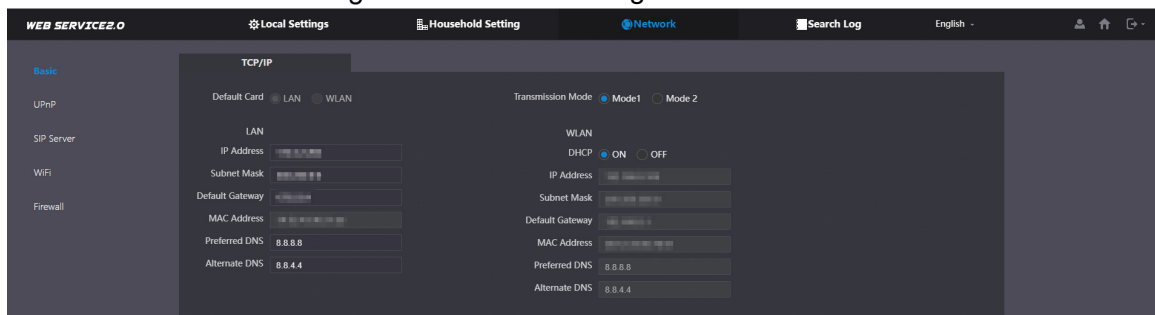 WEB SERVICE2.0 Local Settings Household Setting Network Search Log English
Basic
UPnP
SIP Server
WiFi
Firewall
TCP/IP
Default Card LAN WLAN
Transmission Mode Mode1 Mode 2
LAN
IP Address
Subnet Mask
Default Gateway
MAC Address
Preferred DNS 8.8.8.8
Alternate DNS 8.8.4.4
WLAN
DHCP ON OFF
IP Address
Subnet Mask
Default Gateway
MAC Address
Preferred DNS 8.8.8.8
Alternate DNS 8.8.4.4